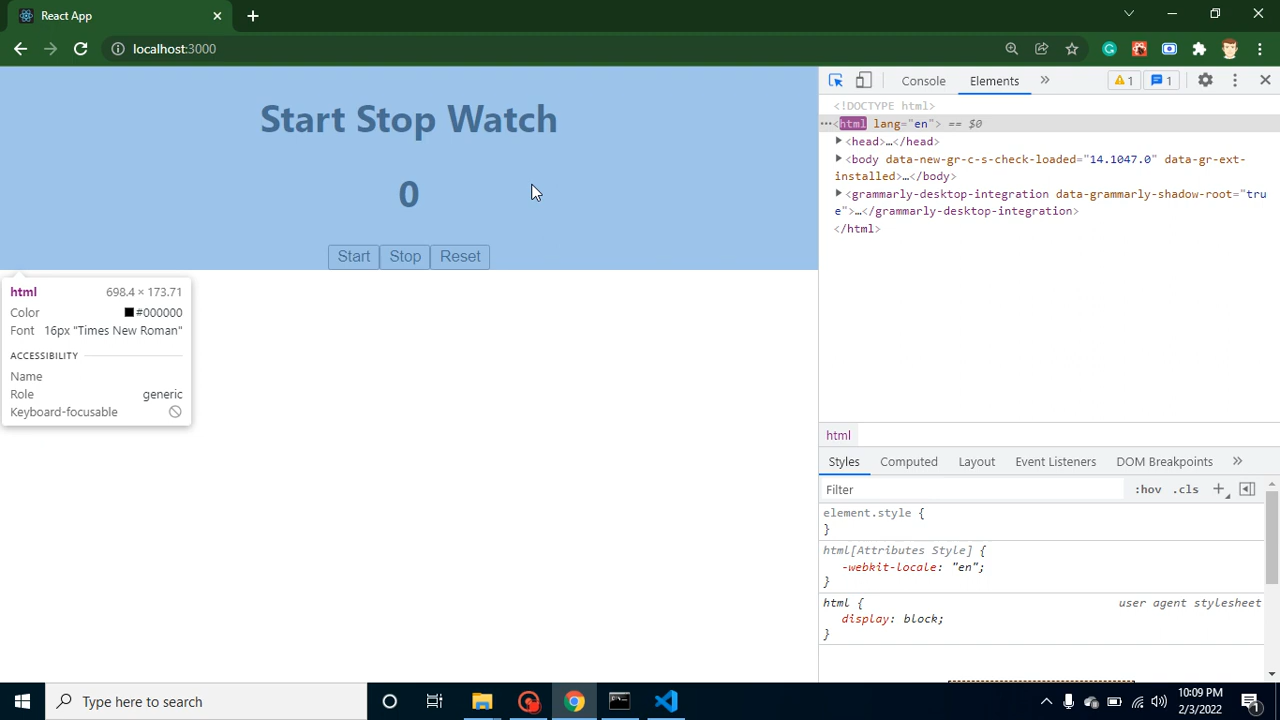 React App
localhost:3000
Start Stop Watch
0
Start Stop Reset
html 698.4 × 173.71
Color #000000
Font 16px "Times New Roman"
ACCESSIBILITY
Name
Role generic
Keyboard-focusable
Console Elements 1 1
<!DOCTYPE html>
<html lang="en"> == $0
<head>…</head>
<body data-new-gr-c-s-check-loaded="14.1047.0" data-gr-ext-
installed>…</body>
<grammarly-desktop-integration data-grammarly-shadow-root="tru
e">…</grammarly-desktop-integration>
</html>
html
Styles Computed Layout Event Listeners DOM Breakpoints
Filter :hov .cls
element.style {
}
html[Attributes Style] {
-webkit-locale: "en";
}
html { user agent stylesheet
display: block;
}
Type here to search
10:09 PM
2/3/2022
1